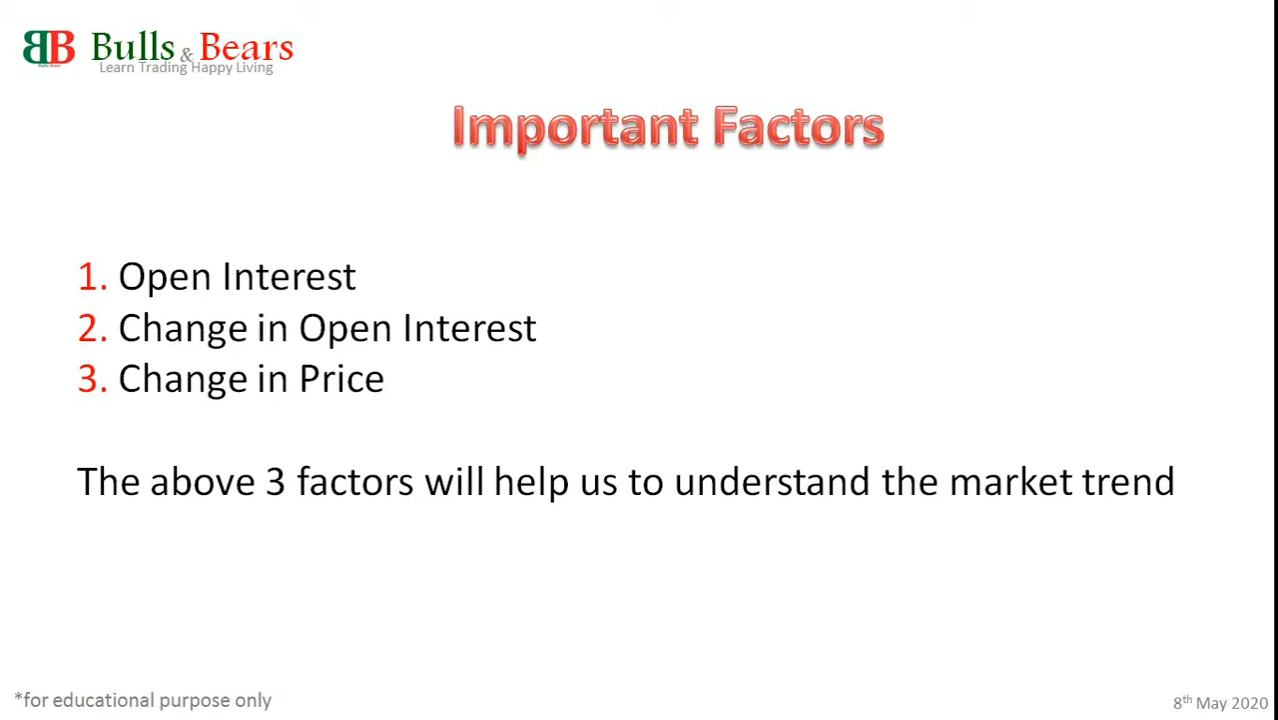 BB Bulls & Bears
Learn Trading Happy Living
Important Factors
1. Open Interest
2. Change in Open Interest
3. Change in Price
The above 3 factors will help us to understand the market trend
*for educational purpose only
8th May 2020